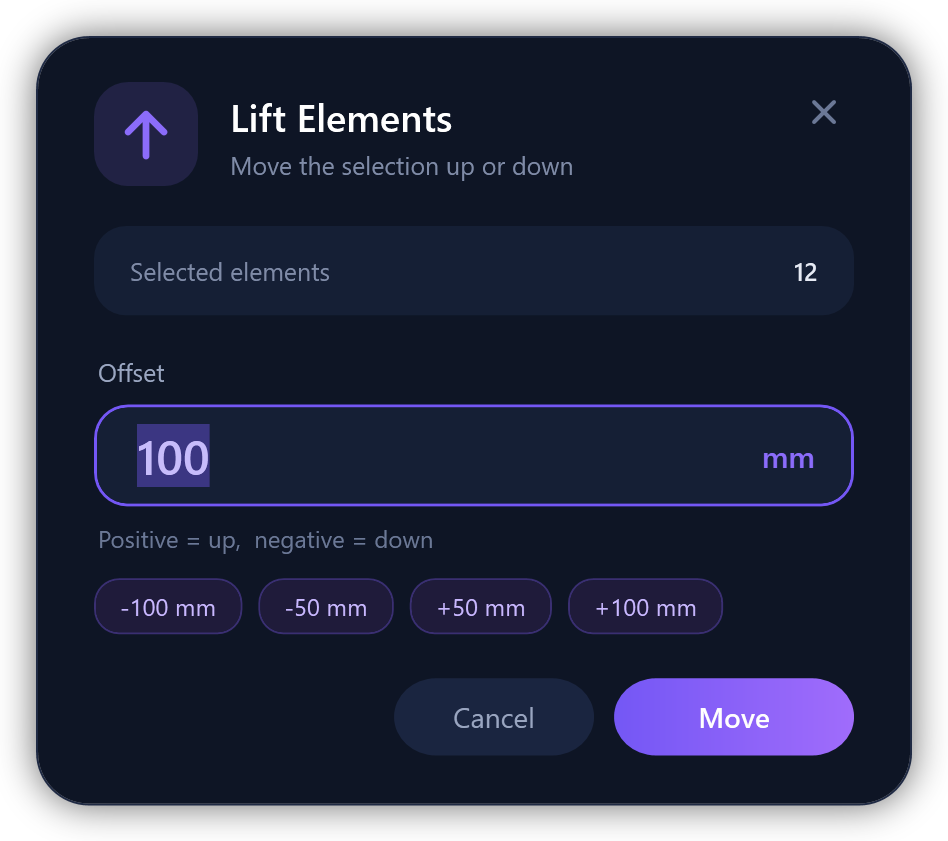 Lift Elements
Move the selection up or down
Selected elements 12
Offset
100 mm
Positive = up,  negative = down
-100 mm -50 mm +50 mm +100 mm
Cancel Move